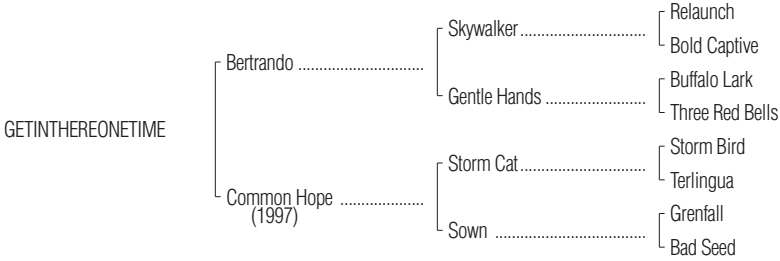 Relaunch
Skywalker
Bold Captive
Bertrando
Buffalo Lark
Gentle Hands
Three Red Bells
GETINTHEREONETIME
Storm Bird
Storm Cat
Terlingua
Common Hope
(1997)
Grenfall
Sown
Bad Seed